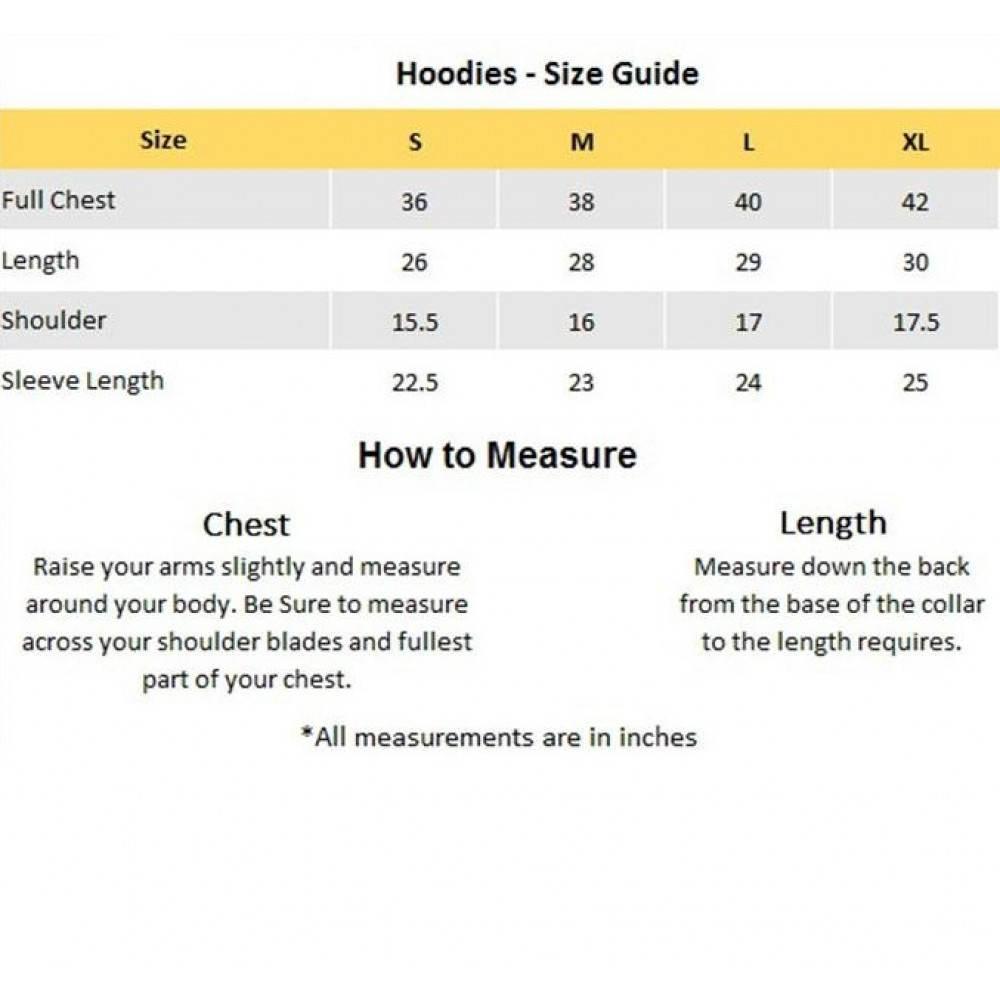 Hoodies - Size Guide
Size S M L XL
Full Chest 36 38 40 42
Length 26 28 29 30
Shoulder 15.5 16 17 17.5
Sleeve Length 22.5 23 24 25
How to Measure
Chest
Raise your arms slightly and measure
around your body. Be Sure to measure
across your shoulder blades and fullest
part of your chest.
Length
Measure down the back
from the base of the collar
to the length requires.
*All measurements are in inches